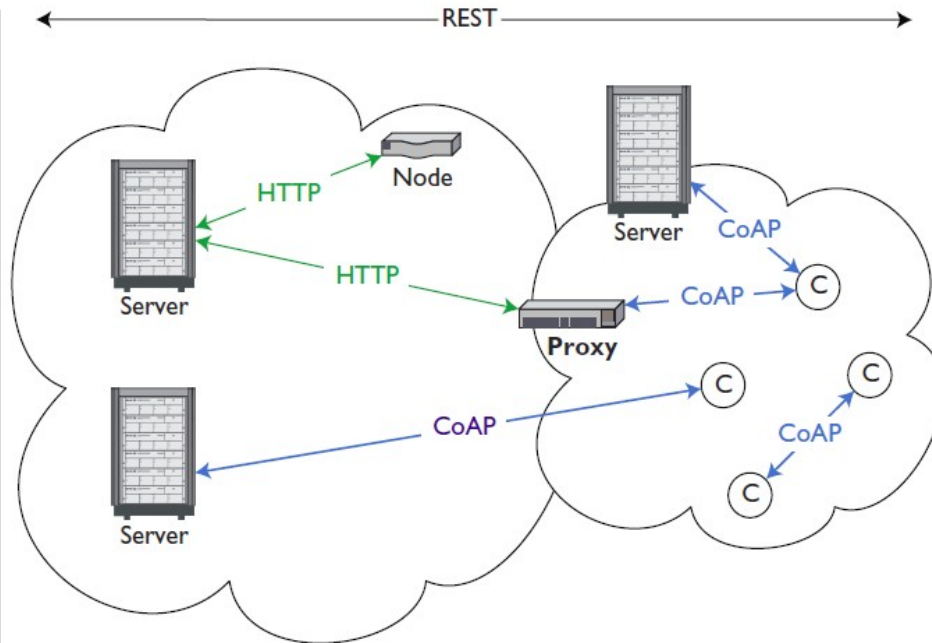 REST
Node
HTTP
Server
CoAP
Server
HTTP
CoAP
C
Proxy
C
C
CoAP
CoAP
C
Server